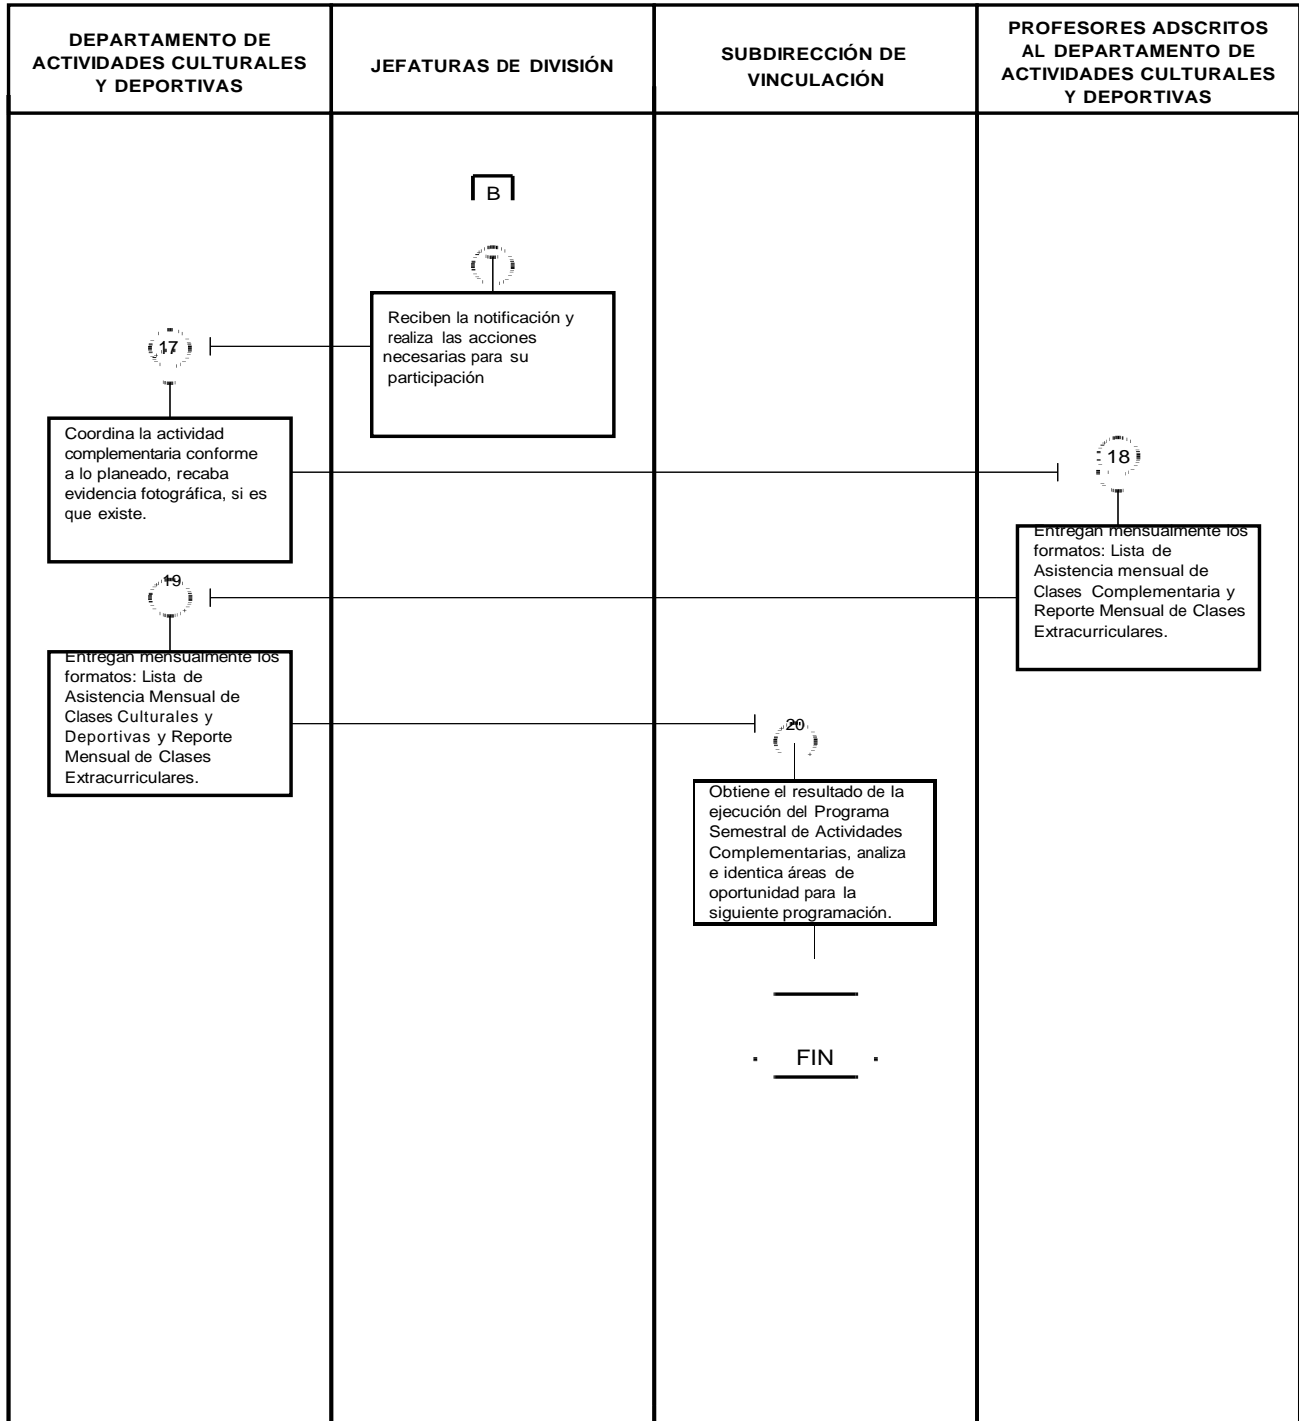 DEPARTAMENTO DE
ACTIVIDADES CULTURALES
Y DEPORTIVAS
JEFATURAS DE DIVISIÓN
SUBDIRECCIÓN DE
VINCULACIÓN
PROFESORES ADSCRITOS
AL DEPARTAMENTO DE
ACTIVIDADES CULTURALES
Y DEPORTIVAS
B
Reciben la notificación y
realiza las acciones
necesarias para su
participación
17
Coordina la actividad
complementaria conforme
a lo planeado, recaba
evidencia fotográfica, si es
que existe.
18
Entregan mensualmente los
formatos: Lista de
Asistencia mensual de
Clases Complementaria y
Reporte Mensual de Clases
Extracurriculares.
19
Entregan mensualmente los
formatos: Lista de
Asistencia Mensual de
Clases Culturales y
Deportivas y Reporte
Mensual de Clases
Extracurriculares.
20
Obtiene el resultado de la
ejecución del Programa
Semestral de Actividades
Complementarias, analiza
e identica áreas de
oportunidad para la
siguiente programación.
FIN